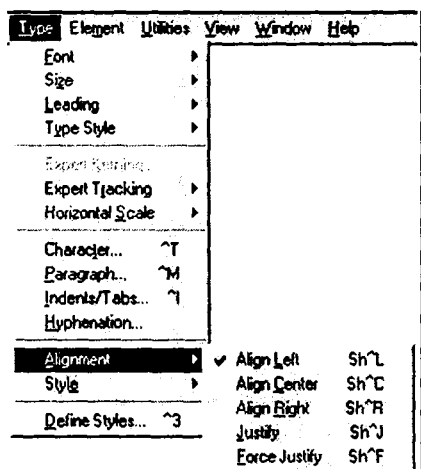 Type Element Utilities View Window Help
Font
Size
Leading
Type Style
Expert Kerning...
Expert Tracking
Horizontal Scale
Character... ^T
Paragraph... ^M
Indents/Tabs... ^I
Hyphenation...
Alignment
Style
Define Styles... ^3
✓ Align Left Sh^L
Align Center Sh^C
Align Right Sh^R
Justify Sh^J
Force Justify Sh^F